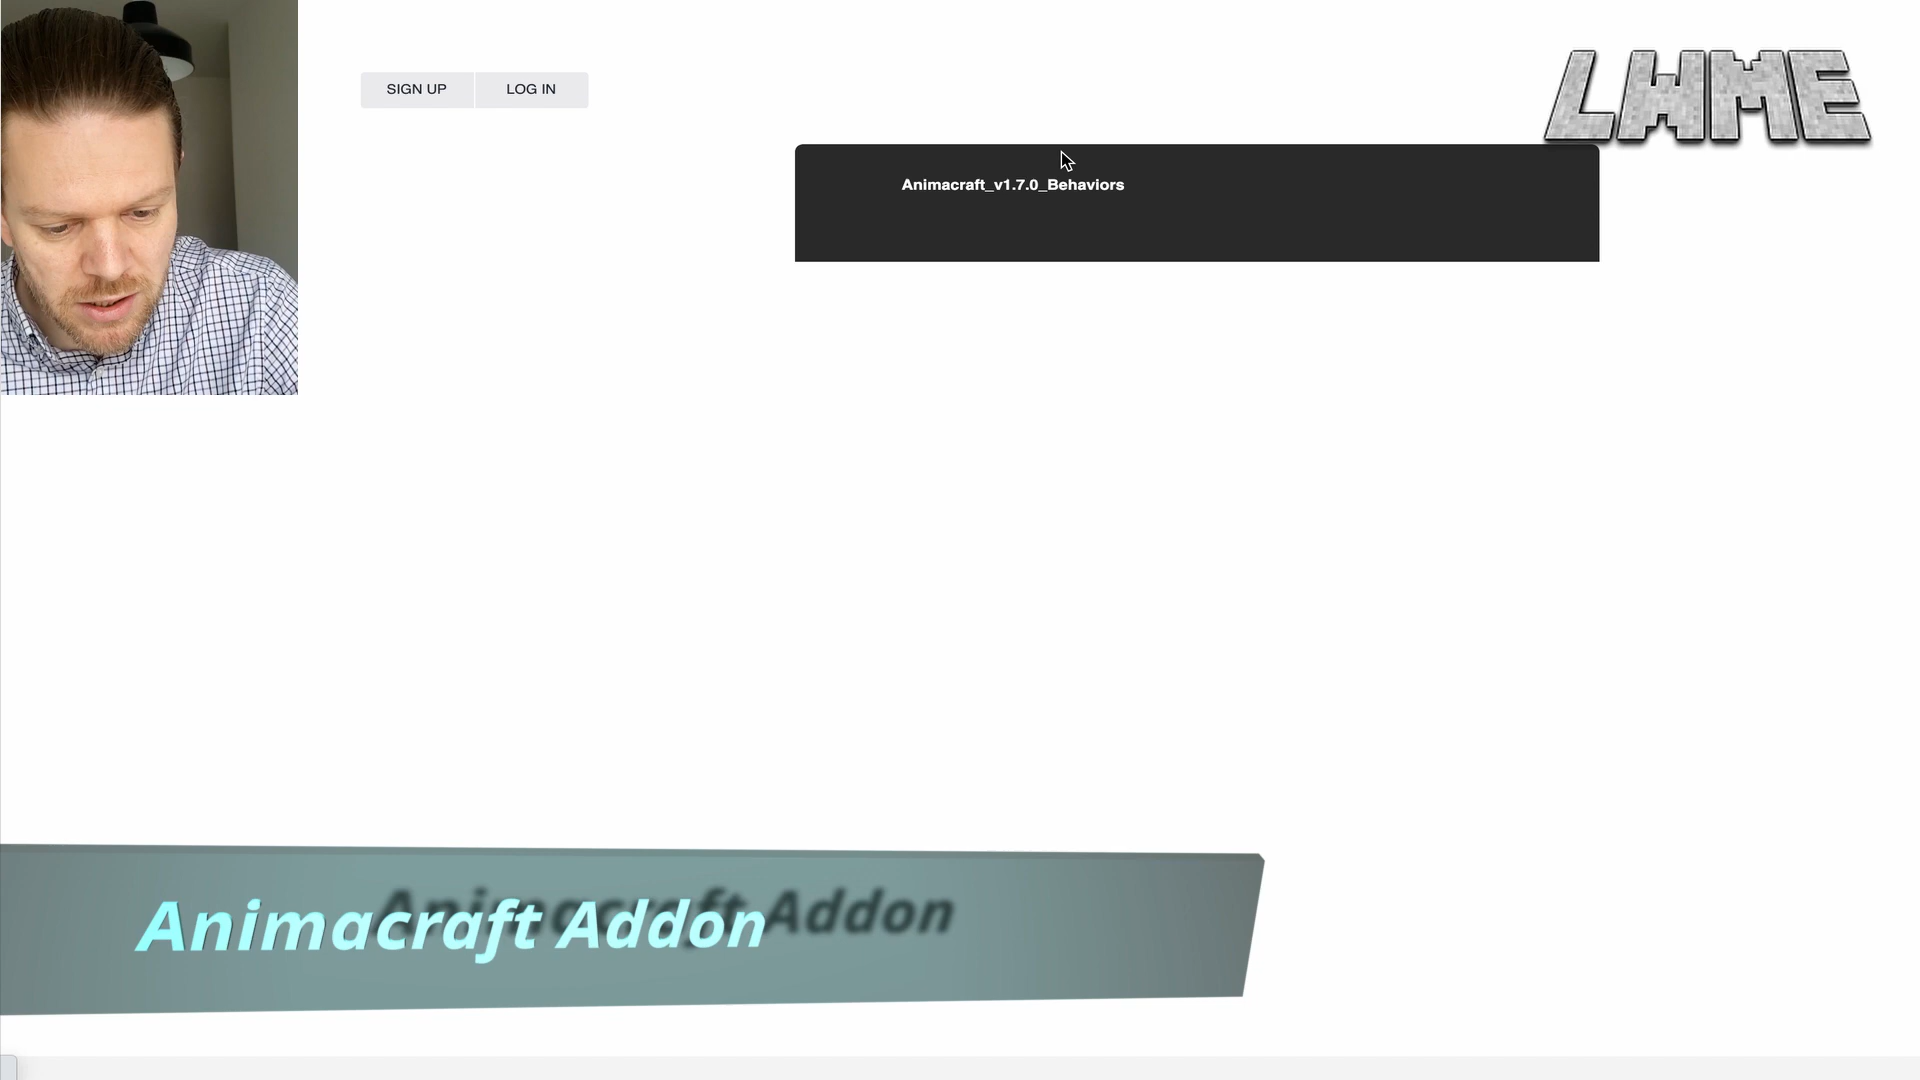 SIGN UP
LOG IN
LWME
Animacraft_v1.7.0_Behaviors
Animacraft Addon